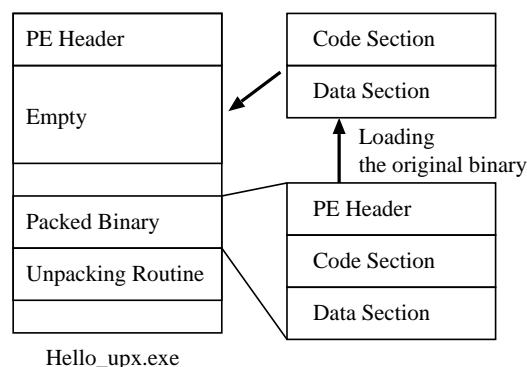 PE Header
Empty
Packed Binary
Unpacking Routine
Hello_upx.exe
Code Section
Data Section
Loading
the original binary
PE Header
Code Section
Data Section